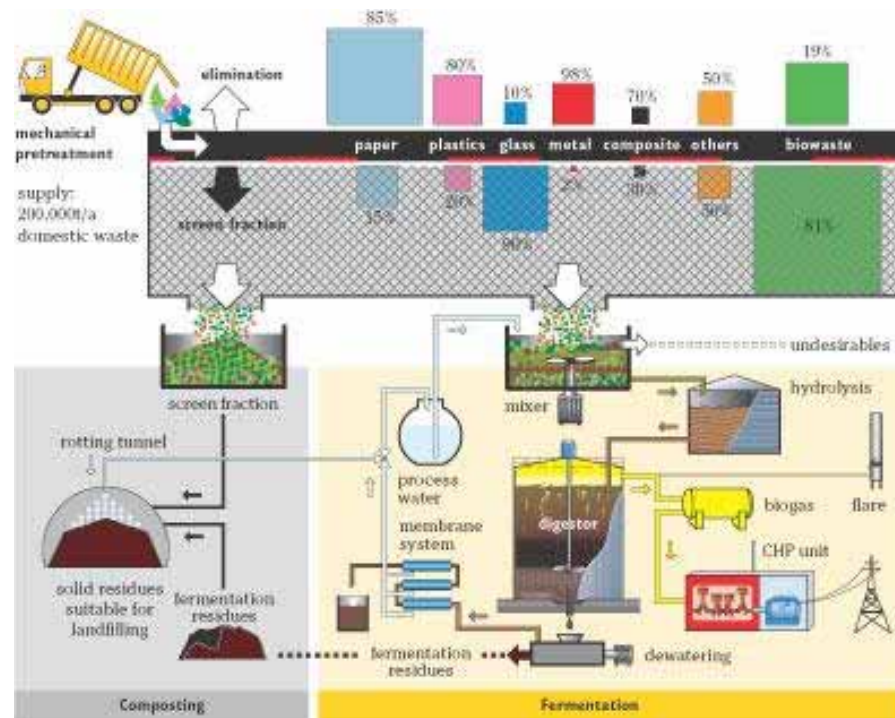 85%
80%
10%
98%
70%
50%
19%
elimination
mechanical
pretreatment
paper
plastics
glass
metal
composite
others
biowaste
supply:
200.000t/a
domestic waste
screen fraction
15%
20%
90%
2%
30%
50%
81%
undesirables
screen fraction
mixer
hydrolysis
rotting tunnel
process
water
digestor
biogas
flare
membrane
system
CHP unit
solid residues
suitable for
landfilling
fermentation
residues
fermentation
residues
dewatering
Composting
Fermentation